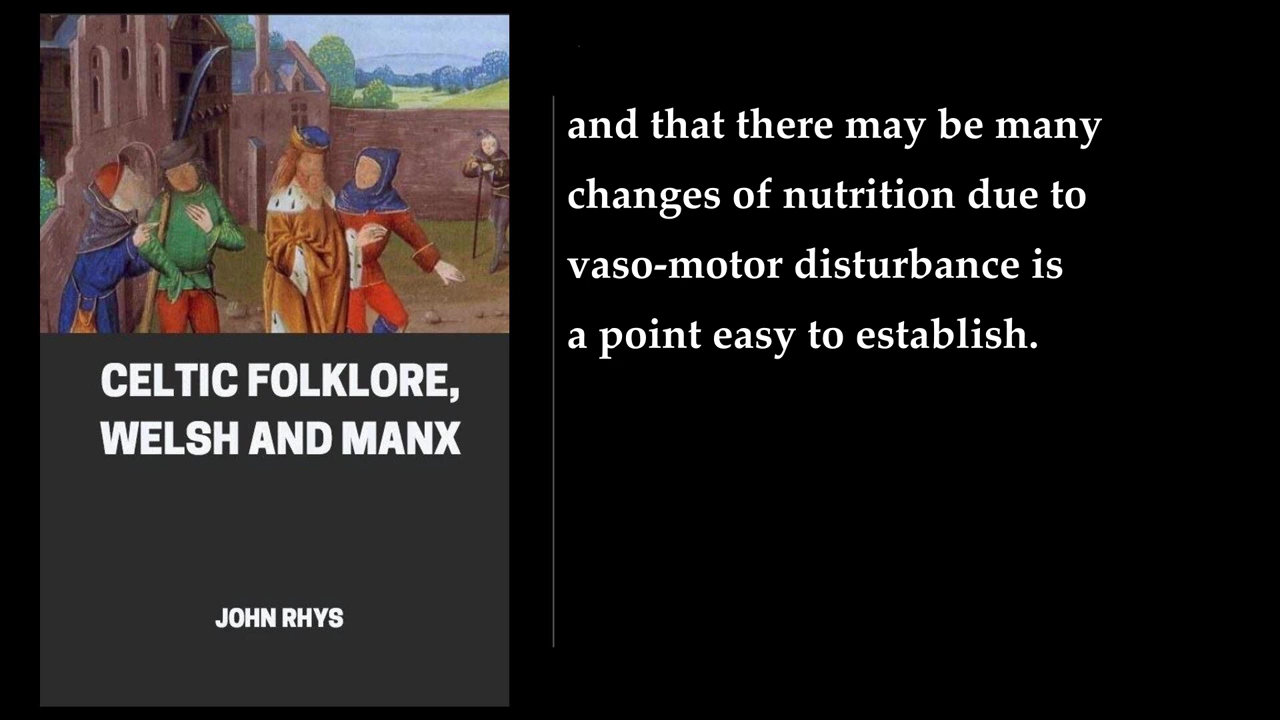 CELTIC FOLKLORE,
WELSH AND MANX
JOHN RHYS
and that there may be many
changes of nutrition due to
vaso-motor disturbance is
a point easy to establish.